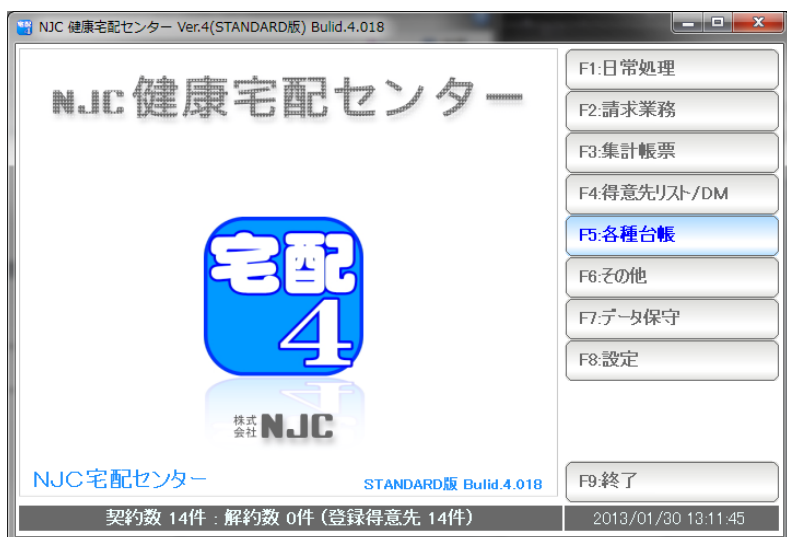 NJC 健康宅配センター Ver.4(STANDARD版) Bulid.4.018
NJC 健康宅配センター
宅配
4
株式会社 NJC
NJC宅配センター
STANDARD版 Bulid.4.018
契約数 14件 : 解約数 0件 (登録得意先 14件)
F1:日常処理
F2:請求業務
F3:集計帳票
F4:得意先リスト/DM
F5:各種台帳
F6:その他
F7:データ保守
F8:設定
F9:終了
2013/01/30 13:11:45